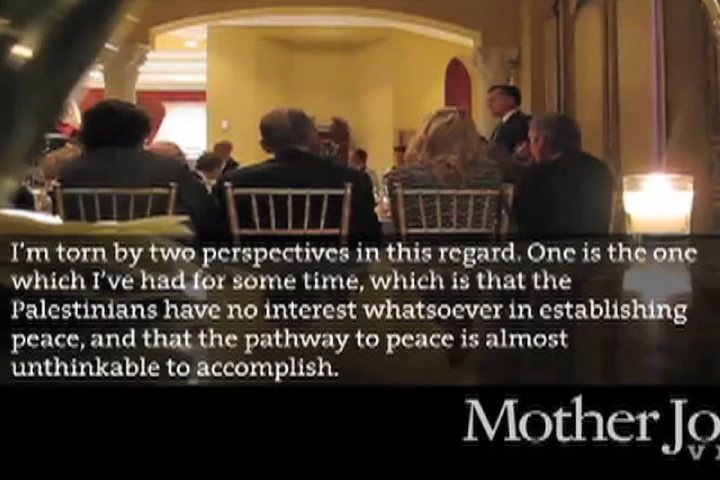 I'm torn by two perspectives in this regard. One is the one
which I've had for some time, which is that the
Palestinians have no interest whatsoever in establishing
peace, and that the pathway to peace is almost
unthinkable to accomplish.
Mother Jo
V